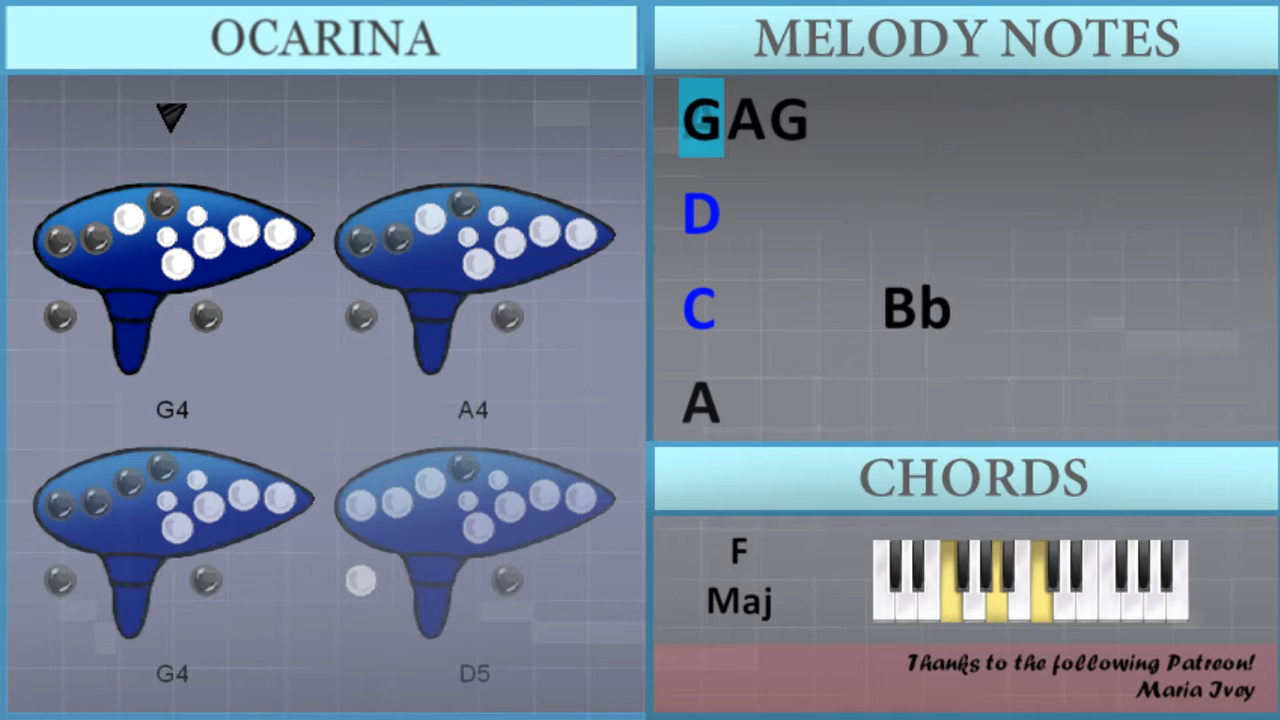 OCARINA
G4 A4
G4 D5
MELODY NOTES
GAG
D
C Bb
A
CHORDS
F
Maj
Thanks to the following Patreon!
Maria Ivey